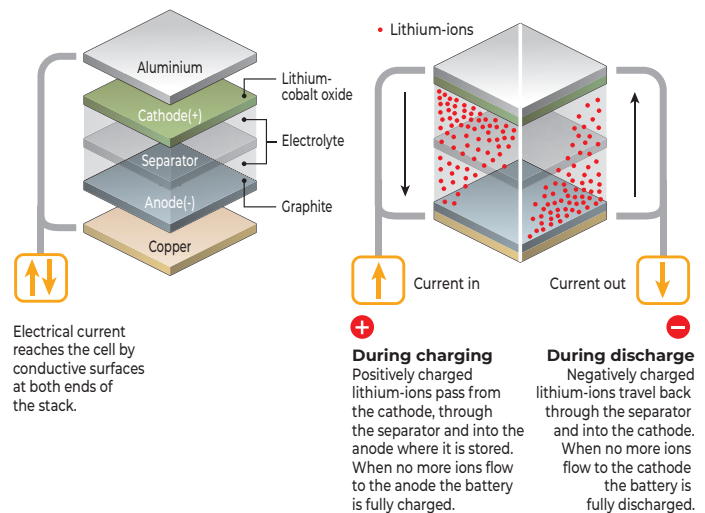 Aluminium
Cathode(+)
Separator
Anode(-)
Copper
Lithium-
cobalt oxide
Electrolyte
Graphite
Electrical current
reaches the cell by
conductive surfaces
at both ends of
the stack.
• Lithium-ions
Current in
Current out
+
During charging
Positively charged
lithium-ions pass from
the cathode, through
the separator and into the
anode where it is stored.
When no more ions flow
to the anode the battery
is fully charged.
−
During discharge
Negatively charged
lithium-ions travel back
through the separator
and into the cathode.
When no more ions
flow to the cathode
the battery is
fully discharged.